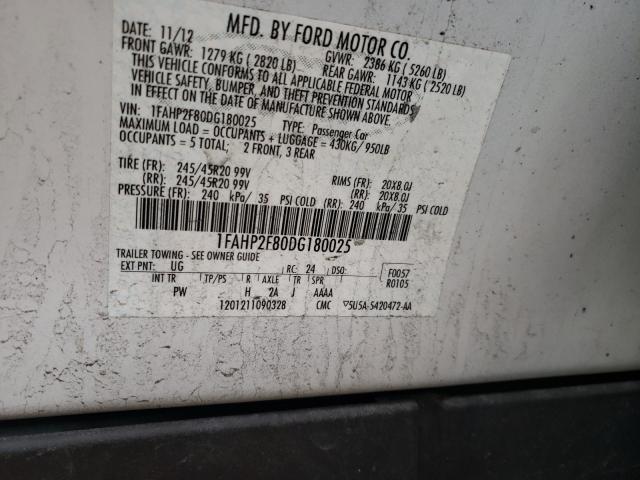 MFD. BY FORD MOTOR CO.
DATE: 11/12 GVWR: 2386 KG ( 5260 LB)
FRONT GAWR: 1279 KG ( 2820 LB) REAR GAWR: 1143 KG ( 2520 LB)
THIS VEHICLE CONFORMS TO ALL APPLICABLE FEDERAL MOTOR
VEHICLE SAFETY, BUMPER, AND THEFT PREVENTION STANDARDS
IN EFFECT ON THE DATE OF MANUFACTURE SHOWN ABOVE.
VIN: 1FAHP2F80DG180025 TYPE: Passenger Car
MAXIMUM LOAD = OCCUPANTS + LUGGAGE = 430KG/ 950LB
OCCUPANTS = 5 TOTAL; 2 FRONT, 3 REAR
TIRE (FR): 245/45R20 99V RIMS (FR): 20X8.0J
(RR): 245/45R20 99V (RR): 20X8.0J
PRESSURE (FR): 240 kPa/ 35 PSI COLD (RR): 240 kPa/ 35 PSI COLD
1FAHP2F80DG180025
TRAILER TOWING - SEE OWNER GUIDE
EXT PNT: UG RC: 24 DSO: F0057
R0105
INT TR TP/PS R AXLE TR SPR
PW H 2A J AAAA
1201211090328 CMC 5U5A-5420472-AA